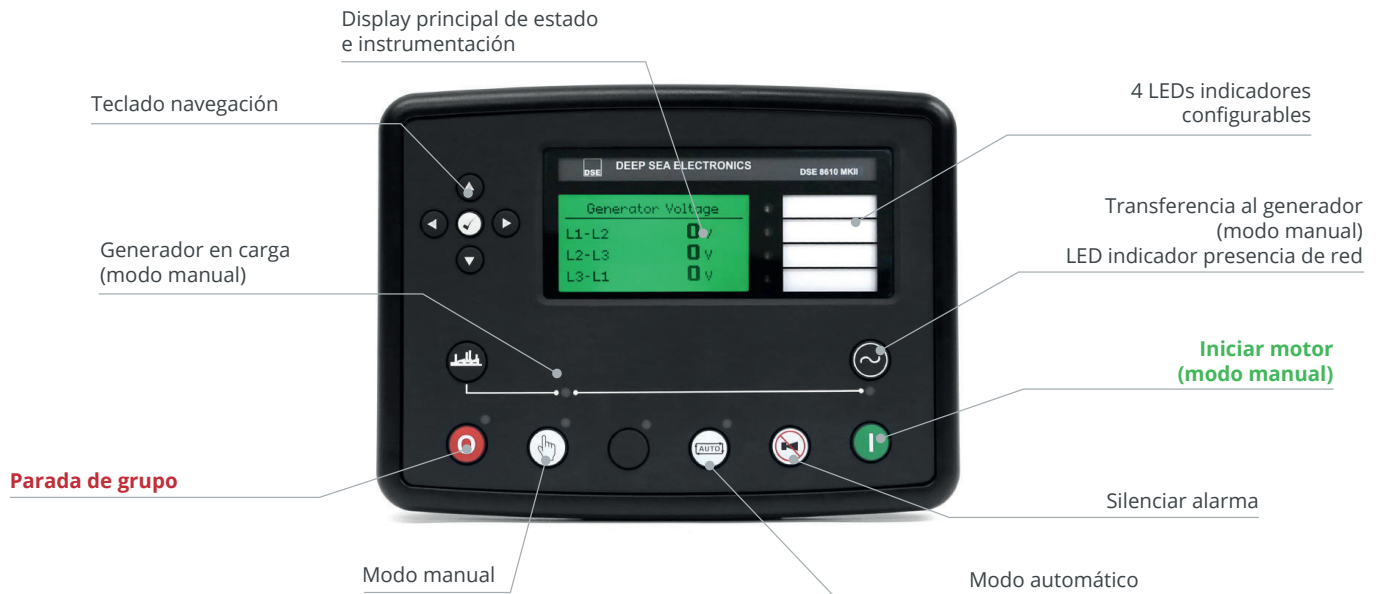 Display principal de estado
e instrumentación
Teclado navegación
4 LEDs indicadores
configurables
DSE
DEEP SEA ELECTRONICS
DSE 8610 MKII
Generator Voltage
L1-L2 0 V
L2-L3 0 V
L3-L1 0 V
Transferencia al generador
(modo manual)
LED indicador presencia de red
Generador en carga
(modo manual)
Iniciar motor
(modo manual)
O
AUTO
I
Parada de grupo
Silenciar alarma
Modo manual
Modo automático